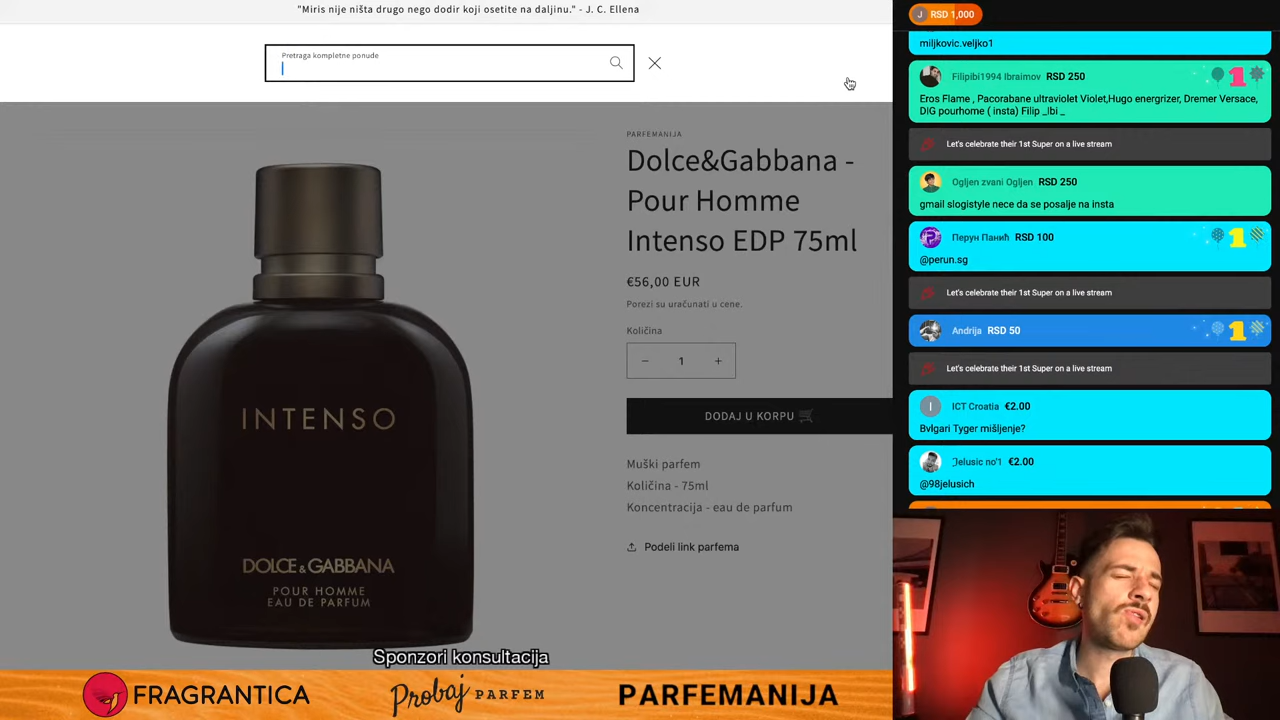 "Miris nije ništa drugo nego dodir koji osetite na daljinu." - J. C. Ellena
Pretraga kompletne ponude
PARFEMANIJA
Dolce&Gabbana -
Pour Homme
Intenso EDP 75ml
€56,00 EUR
Porezi su uračunati u cene.
Količina
− 1 +
DODAJ U KORPU
Muški parfem
Količina - 75ml
Koncentracija - eau de parfum
Podeli link parfema
INTENSO
DOLCE & GABBANA
POUR HOMME
EAU DE PARFUM
Sponzori konsultacija
FRAGRANTICA
Probaj PARFEM
PARFEMANIJA
J RSD 1,000
miljkovic.veljko1
Filipibi1994 Ibraimov RSD 250
1
Eros Flame , Pacorabane ultraviolet Violet,Hugo energizer, Dremer Versace,
DIG pourhome ( insta) Filip _Ibi _
Let's celebrate their 1st Super on a live stream
Ogljen zvani Ogljen RSD 250
gmail slogistyle nece da se posalje na insta
Перун Панић RSD 100
1
@perun.sg
Let's celebrate their 1st Super on a live stream
Andrija RSD 50
1
Let's celebrate their 1st Super on a live stream
I ICT Croatia €2.00
Bvlgari Tyger mišljenje?
Jelusic no'1 €2.00
@98jelusich